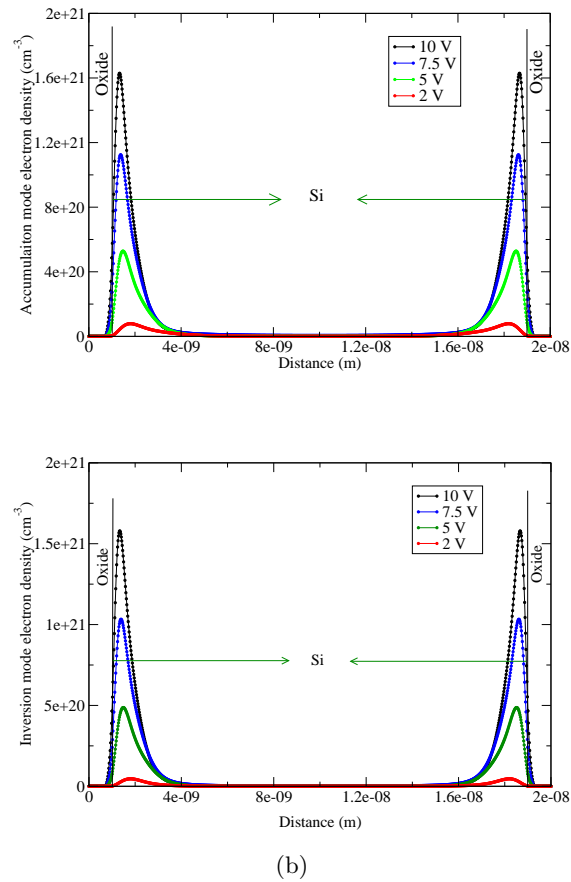 10 V
7.5 V
5 V
2 V
Oxide
Oxide
Si
Accumulaiton mode electron density (cm-3)
1.6e+21
1.2e+21
8e+20
4e+20
0
0 4e-09 8e-09 1.2e-08 1.6e-08 2e-08
Distance (m)
2e+21
1.5e+21
1e+21
5e+20
0
Inversion mode electron density (cm-3)
10 V
7.5 V
5 V
2 V
Oxide
Oxide
Si
0 4e-09 8e-09 1.2e-08 1.6e-08 2e-08
Distance (m)
(b)